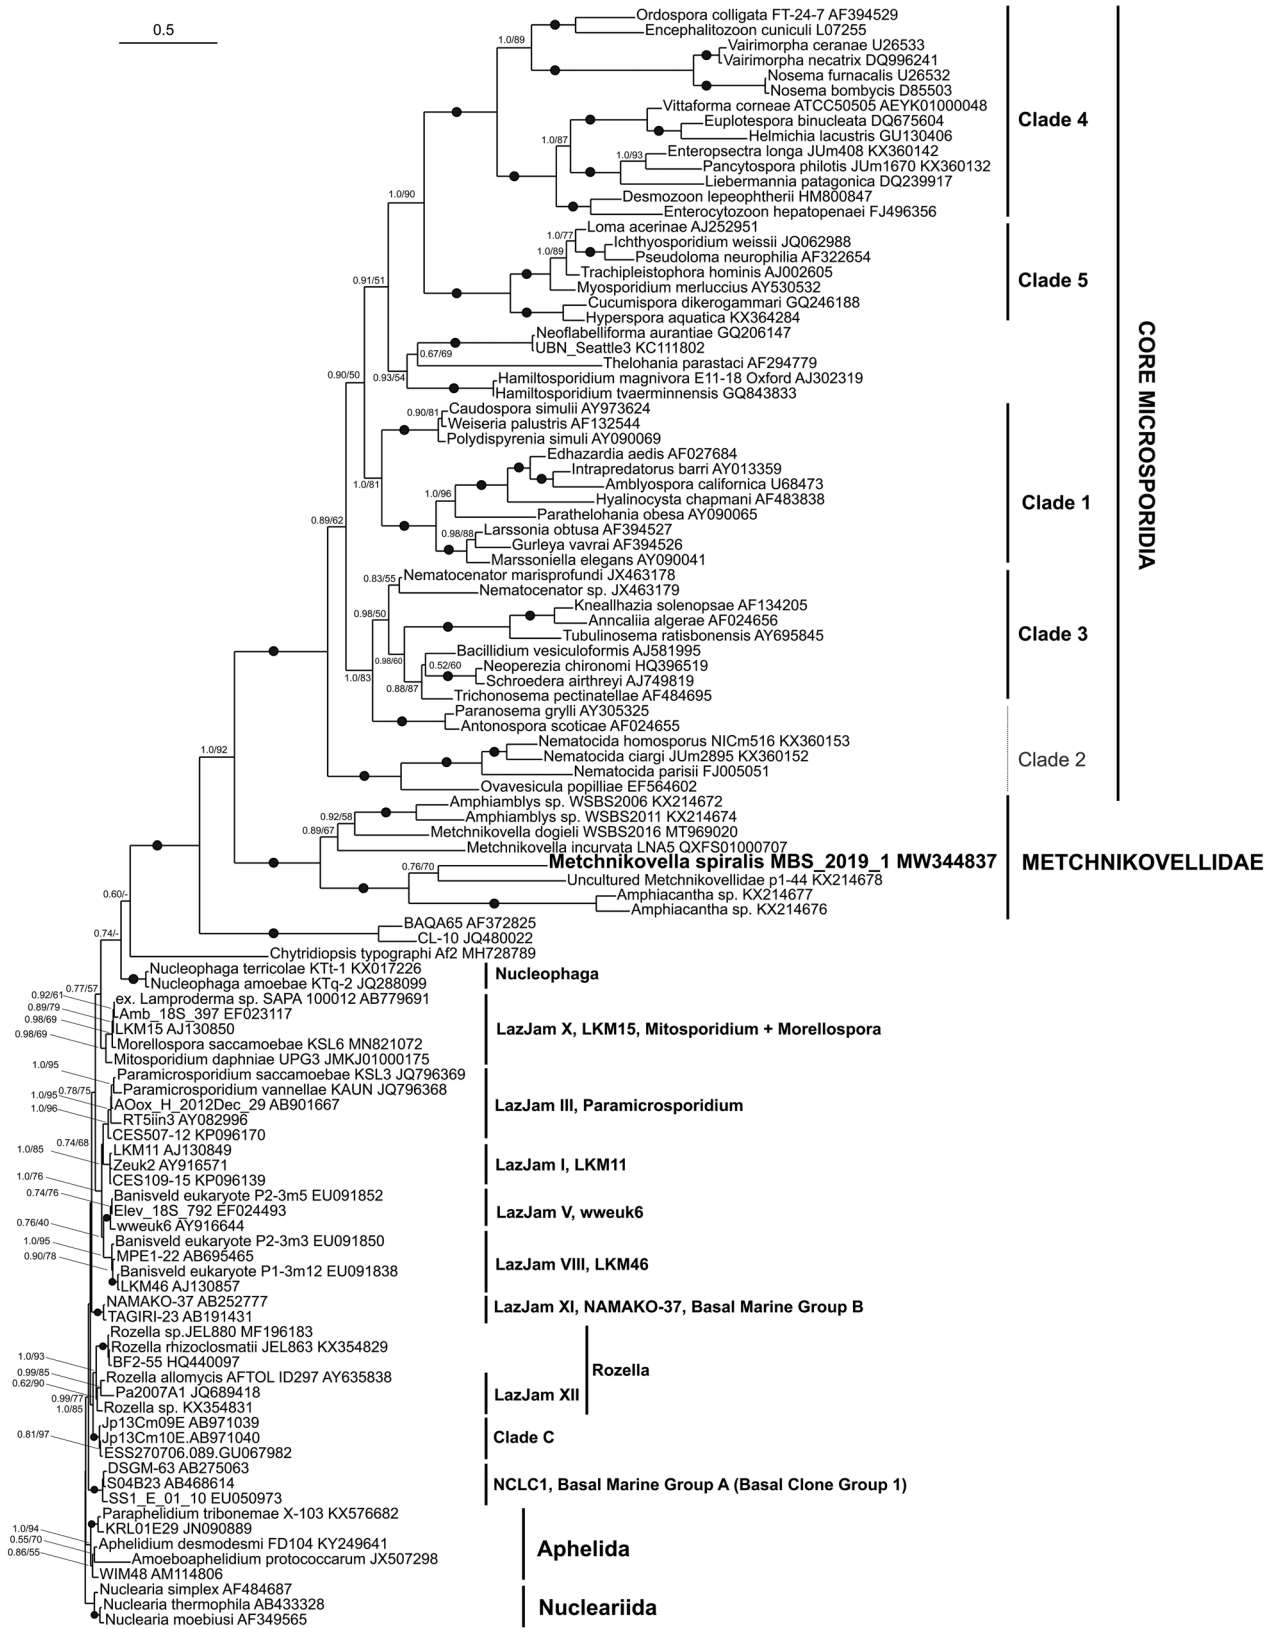 0.5
Ordospora colligata FT-24-7 AF394529
Encephalitozoon cuniculi L07255
1.0/89
Vairimorpha ceranae U26533
Vairimorpha necatrix DQ996241
Nosema furnacalis U26532
Nosema bombycis D85503
Vittaforma corneae ATCC50505 AEYK01000048
Euplotespora binucleata DQ675604
Clade 4
Helmichia lacustris GU130406
1.0/87
Enteropsectra longa JUm408 KX360142
1.0/93
Pancytospora philotis JUm1670 KX360132
Liebermannia patagonica DQ239917
1.0/90
Desmozoon lepeophtherii HM800847
Enterocytozoon hepatopenaei FJ496356
Loma acerinae AJ252951
1.0/77
Ichthyosporidium weissii JQ062988
1.0/89
Pseudoloma neurophilia AF322654
Trachipleistophora hominis AJ002605
0.91/51
Clade 5
Myosporidium merluccius AY530532
Cucumispora dikerogammari GQ246188
Hyperspora aquatica KX364284
Neoflabelliforma aurantiae GQ206147
UBN_Seattle3 KC111802
0.67/69
Thelohania parastaci AF294779
0.90/50
0.93/54
Hamiltosporidium magnivora E11-18 Oxford AJ302319
Hamiltosporidium tvaerminnensis GQ843833
CORE MICROSPORIDIA
Caudospora simulii AY973624
0.90/81
Weiseria palustris AF132544
Polydispyrenia simuli AY090069
Edhazardia aedis AF027684
Intrapredatorus barri AY013359
1.0/81
Amblyospora californica U68473
1.0/96
Hyalinocysta chapmani AF483838
Clade 1
Parathelohania obesa AY090065
0.89/62
Larssonia obtusa AF394527
0.98/88
Gurleya vavrai AF394526
Marssoniella elegans AY090041
Nematocenator marisprofundi JX463178
0.83/55
Nematocenator sp. JX463179
Kneallhazia solenopsae AF134205
0.98/50
Anncaliia algerae AF024656
Tubulinosema ratisbonensis AY695845
Clade 3
Bacillidium vesiculoformis AJ581995
0.98/60
0.52/60
Neoperezia chironomi HQ396519
1.0/83
Schroedera airthreyi AJ749819
0.88/87
Trichonosema pectinatellae AF484695
Paranosema grylli AY305325
Antonospora scoticae AF024655
Nematocida homosporus NICm516 KX360153
1.0/92
Nematocida ciargi JUm2895 KX360152
Clade 2
Nematocida parisii FJ005051
Ovavesicula popilliae EF564602
Amphiamblys sp. WSBS2006 KX214672
0.92/58
Amphiamblys sp. WSBS2011 KX214674
0.89/67
Metchnikovella dogieli WSBS2016 MT969020
Metchnikovella incurvata LNA5 QXFS01000707
Metchnikovella spiralis MBS_2019_1 MW344837
METCHNIKOVELLIDAE
0.76/70
Uncultured Metchnikovellidae p1-44 KX214678
Amphiacantha sp. KX214677
0.60/-
Amphiacantha sp. KX214676
BAQA65 AF372825
0.74/-
CL-10 JQ480022
Chytridiopsis typographi Af2 MH728789
Nucleophaga terricolae KTt-1 KX017226
Nucleophaga
Nucleophaga amoebae KTq-2 JQ288099
0.77/57
0.92/61
ex. Lamproderma sp. SAPA 100012 AB779691
0.89/79
Amb_18S_397 EF023117
0.98/69
LKM15 AJ130850
LazJam X, LKM15, Mitosporidium + Morellospora
0.98/69
Morellospora saccamoebae KSL6 MN821072
Mitosporidium daphniae UPG3 JMKJ01000175
1.0/95
Paramicrosporidium saccamoebae KSL3 JQ796369
Paramicrosporidium vannellae KAUN JQ796368
1.0/95
0.78/75
AOox_H_2012Dec_29 AB901667
LazJam III, Paramicrosporidium
1.0/96
RT5iin3 AY082996
CES507-12 KP096170
0.74/68
1.0/85
LKM11 AJ130849
Zeuk2 AY916571
LazJam I, LKM11
1.0/76
CES109-15 KP096139
0.74/76
Banisveld eukaryote P2-3m5 EU091852
Elev_18S_792 EF024493
LazJam V, wweuk6
0.76/40
wweuk6 AY916644
1.0/95
Banisveld eukaryote P2-3m3 EU091850
0.90/78
MPE1-22 AB695465
LazJam VIII, LKM46
Banisveld eukaryote P1-3m12 EU091838
LKM46 AJ130857
NAMAKO-37 AB252777
LazJam XI, NAMAKO-37, Basal Marine Group B
TAGIRI-23 AB191431
Rozella sp.JEL880 MF196183
Rozella rhizoclosmatii JEL863 KX354829
1.0/93
BF2-55 HQ440097
Rozella
0.99/85
Rozella allomycis AFTOL ID297 AY635838
0.62/90
Pa2007A1 JQ689418
LazJam XII
0.99/77
1.0/85
Rozella sp. KX354831
Jp13Cm09E AB971039
0.81/97
Jp13Cm10E.AB971040
Clade C
ESS270706.089.GU067982
DSGM-63 AB275063
S04B23 AB468614
NCLC1, Basal Marine Group A (Basal Clone Group 1)
SS1_E_01_10 EU050973
Paraphelidium tribonemae X-103 KX576682
1.0/94
KRL01E29 JN090889
0.55/70
Aphelidium desmodesmi FD104 KY249641
Aphelida
0.86/55
Amoeboaphelidium protococcarum JX507298
WIM48 AM114806
Nuclearia simplex AF484687
Nuclearia thermophila AB433328
Nucleariida
Nuclearia moebiusi AF349565